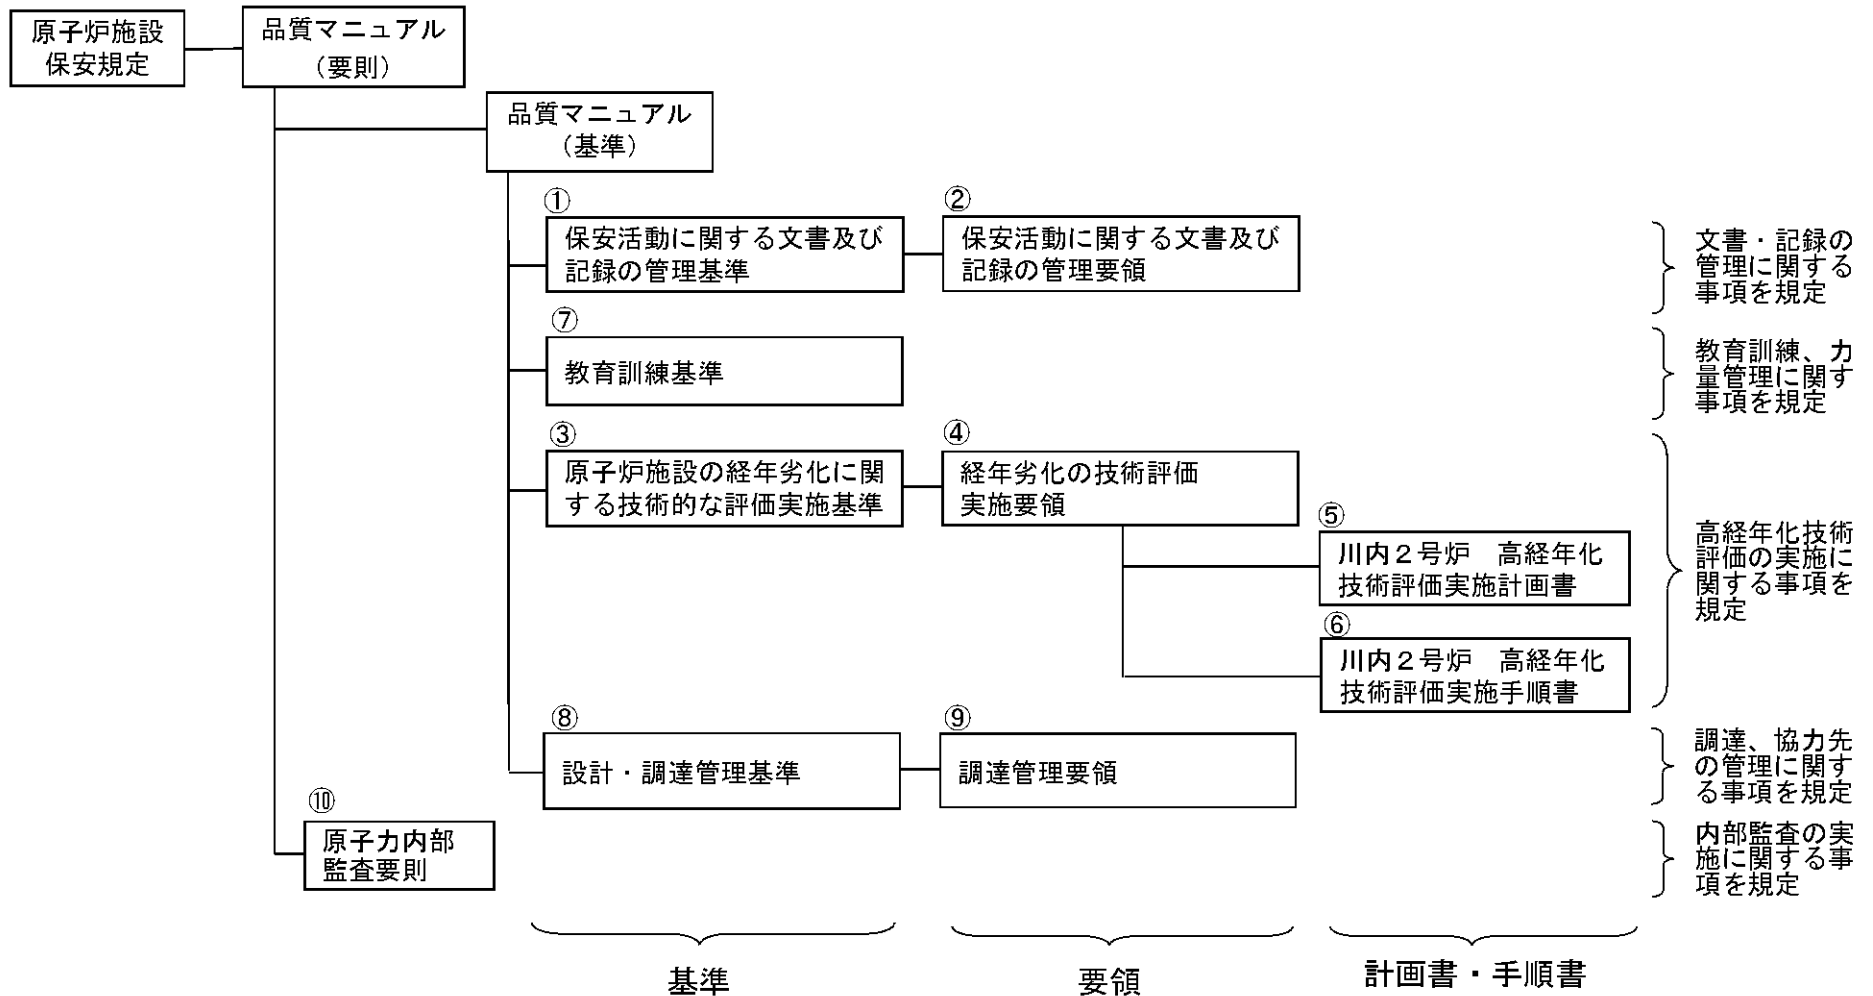 原子炉施設
保安規定
品質マニュアル
（要則）
品質マニュアル
（基準）
①
保安活動に関する文書及び
記録の管理基準
②
保安活動に関する文書及び
記録の管理要領
文書・記録の
管理に関する
事項を規定
⑦
教育訓練基準
教育訓練、力
量管理に関す
事項を規定
③
原子炉施設の経年劣化に関
する技術的な評価実施基準
④
経年劣化の技術評価
実施要領
⑤
川内２号炉　高経年化
技術評価実施計画書
⑥
川内２号炉　高経年化
技術評価実施手順書
高経年化技術
評価の実施に
関する事項を
規定
⑧
設計・調達管理基準
⑨
調達管理要領
調達、協力先
の管理に関す
る事項を規定
⑩
原子力内部
監査要則
内部監査の実
施に関する事
項を規定
基準
要領
計画書・手順書